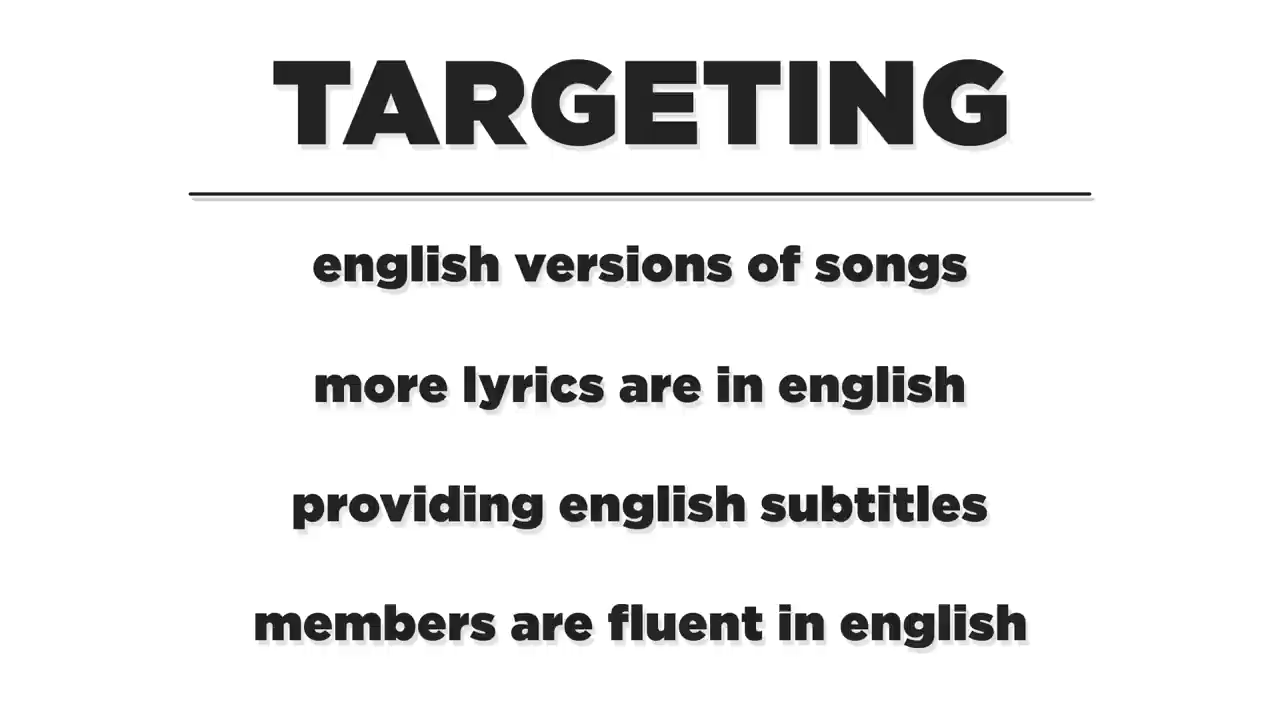 TARGETING
english versions of songs
more lyrics are in english
providing english subtitles
members are fluent in english